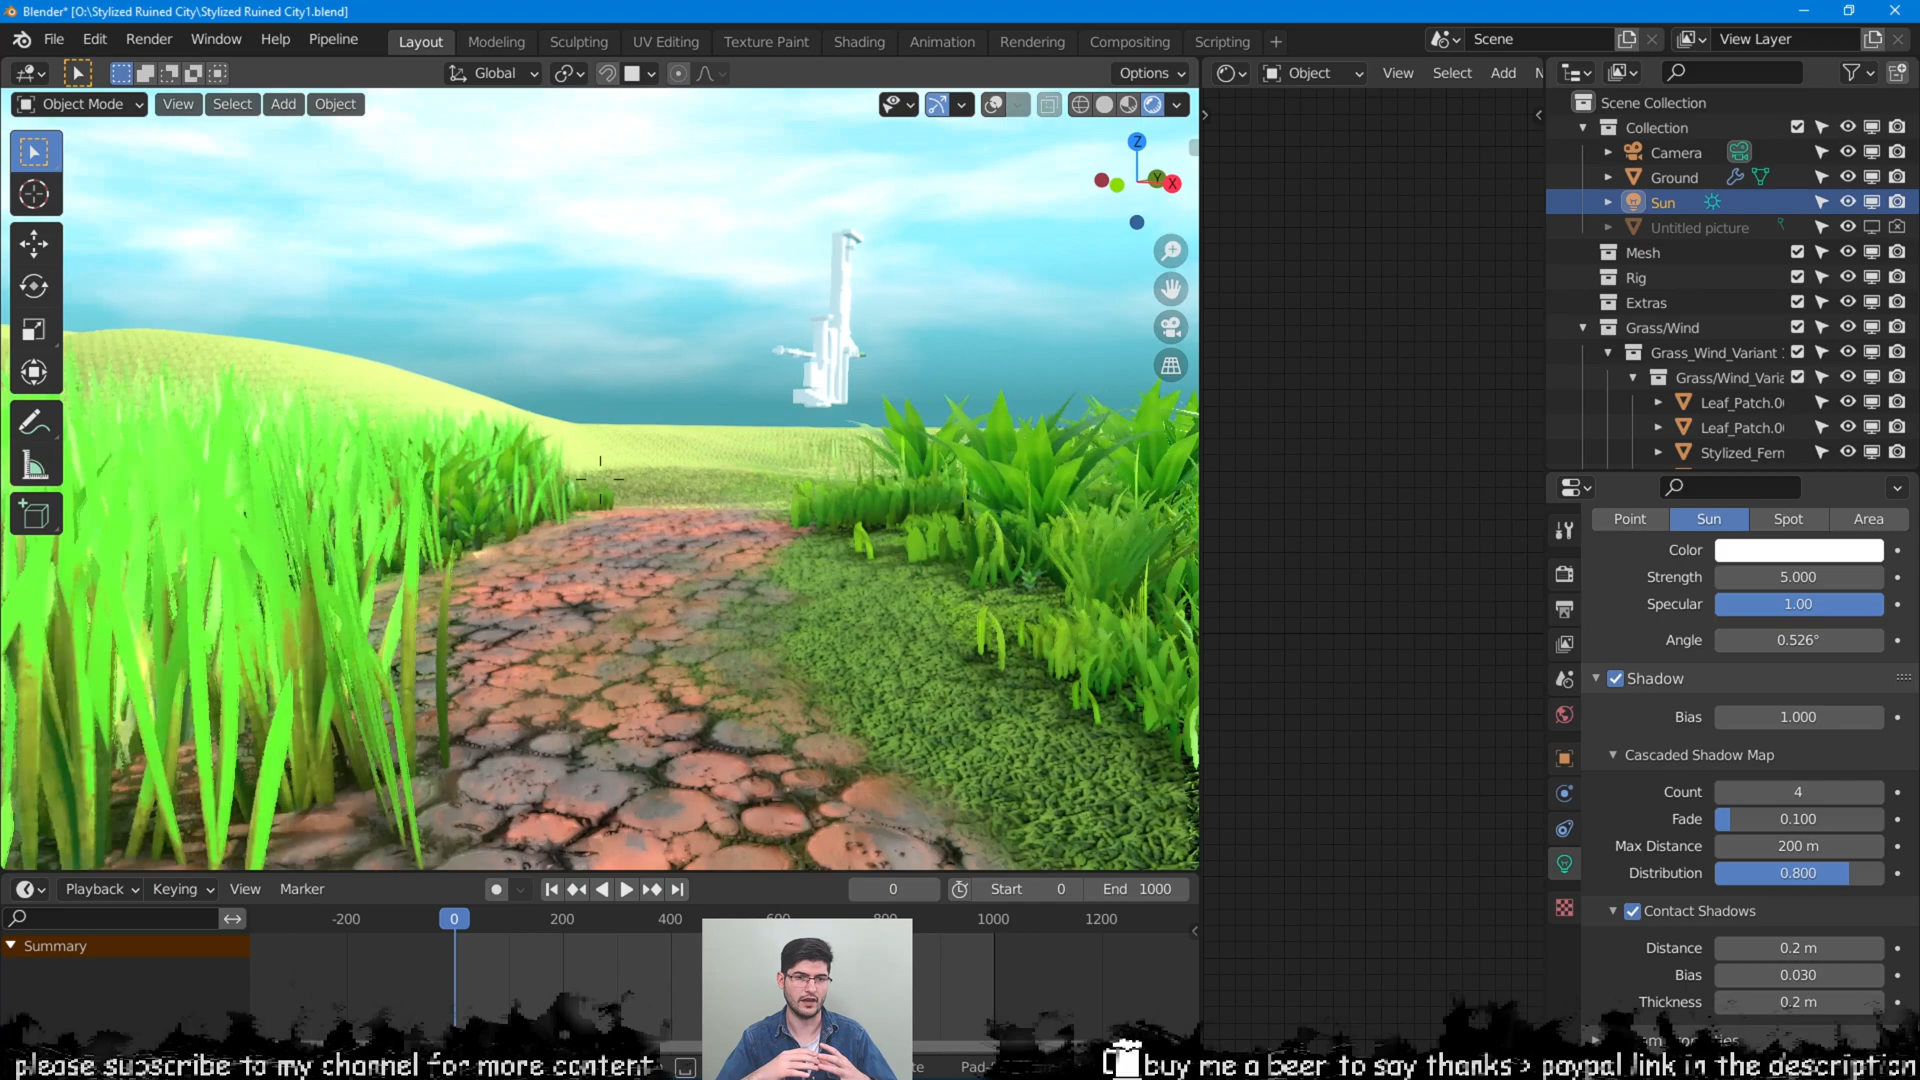 Blender* [O:\Stylized Ruined City\Stylized Ruined City1.blend]
File Edit Render Window Help Pipeline
Layout Modeling Sculpting UV Editing Texture Paint Shading Animation Rendering Compositing Scripting +
Scene
View Layer
Global
Options
Object View Select Add N
Object Mode View Select Add Object
Z
Y
X
Scene Collection
Collection
Camera
Ground
Sun
Untitled picture
Mesh
Rig
Extras
Grass/Wind
Grass_Wind_Variant
Grass/Wind_Varia
Leaf_Patch.0
Leaf_Patch.0
Stylized_Fern
Point Sun Spot Area
Color
Strength 5.000
Specular 1.00
Angle 0.526°
Shadow
Bias 1.000
Cascaded Shadow Map
Count 4
Fade 0.100
Max Distance 200 m
Distribution 0.800
Contact Shadows
Distance 0.2 m
Bias 0.030
Thickness 0.2 m
Playback Keying View Marker
0 Start 0 End 1000
-200 0 200 400 600 800 1000 1200
Summary
please subscribe to my channel for more content
buy me a beer to say thanks > paypal link in the description